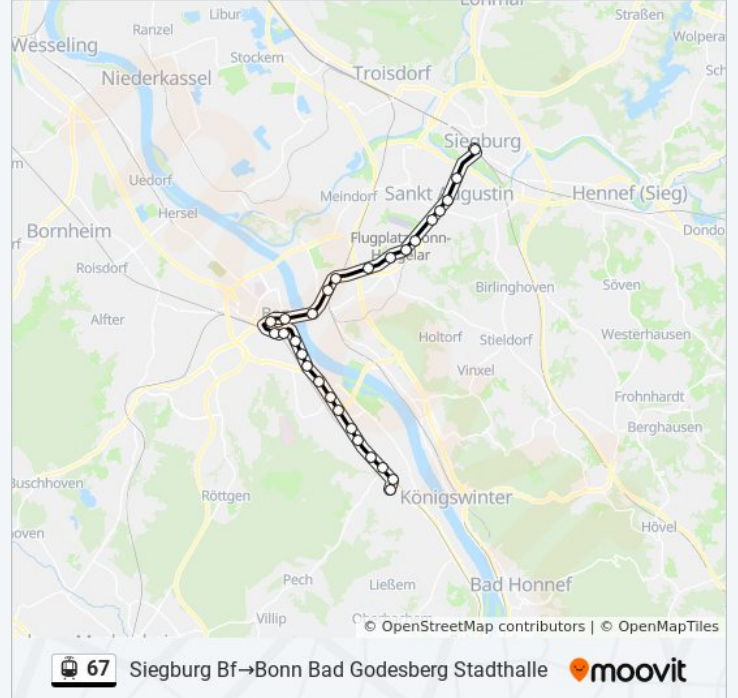 Lohmar
Libur
Straßen
Ranzel
Wolpera
Wesseling
Stockem
Troisdorf
Niederkassel
Sch
Siegburg
m
Uedorf
Meindorf
Sankt Augustin
Hennef (Sieg)
Hersel
Bornheim
Dondo
rf
Flugplatz Bonn-
Hangelar
Roisdorf
Birlinghoven
Söven
Alfter
Holtorf
Stieldorf
Westerhausen
Vinxel
Frohnhardt
Berghausen
Buschhoven
Röttgen
Königswinter
oven
Hövel
Pech
Ließem
Bad Honnef
Villip
© OpenStreetMap contributors | © OpenMapTiles
67 Siegburg Bf→Bonn Bad Godesberg Stadthalle
moovit